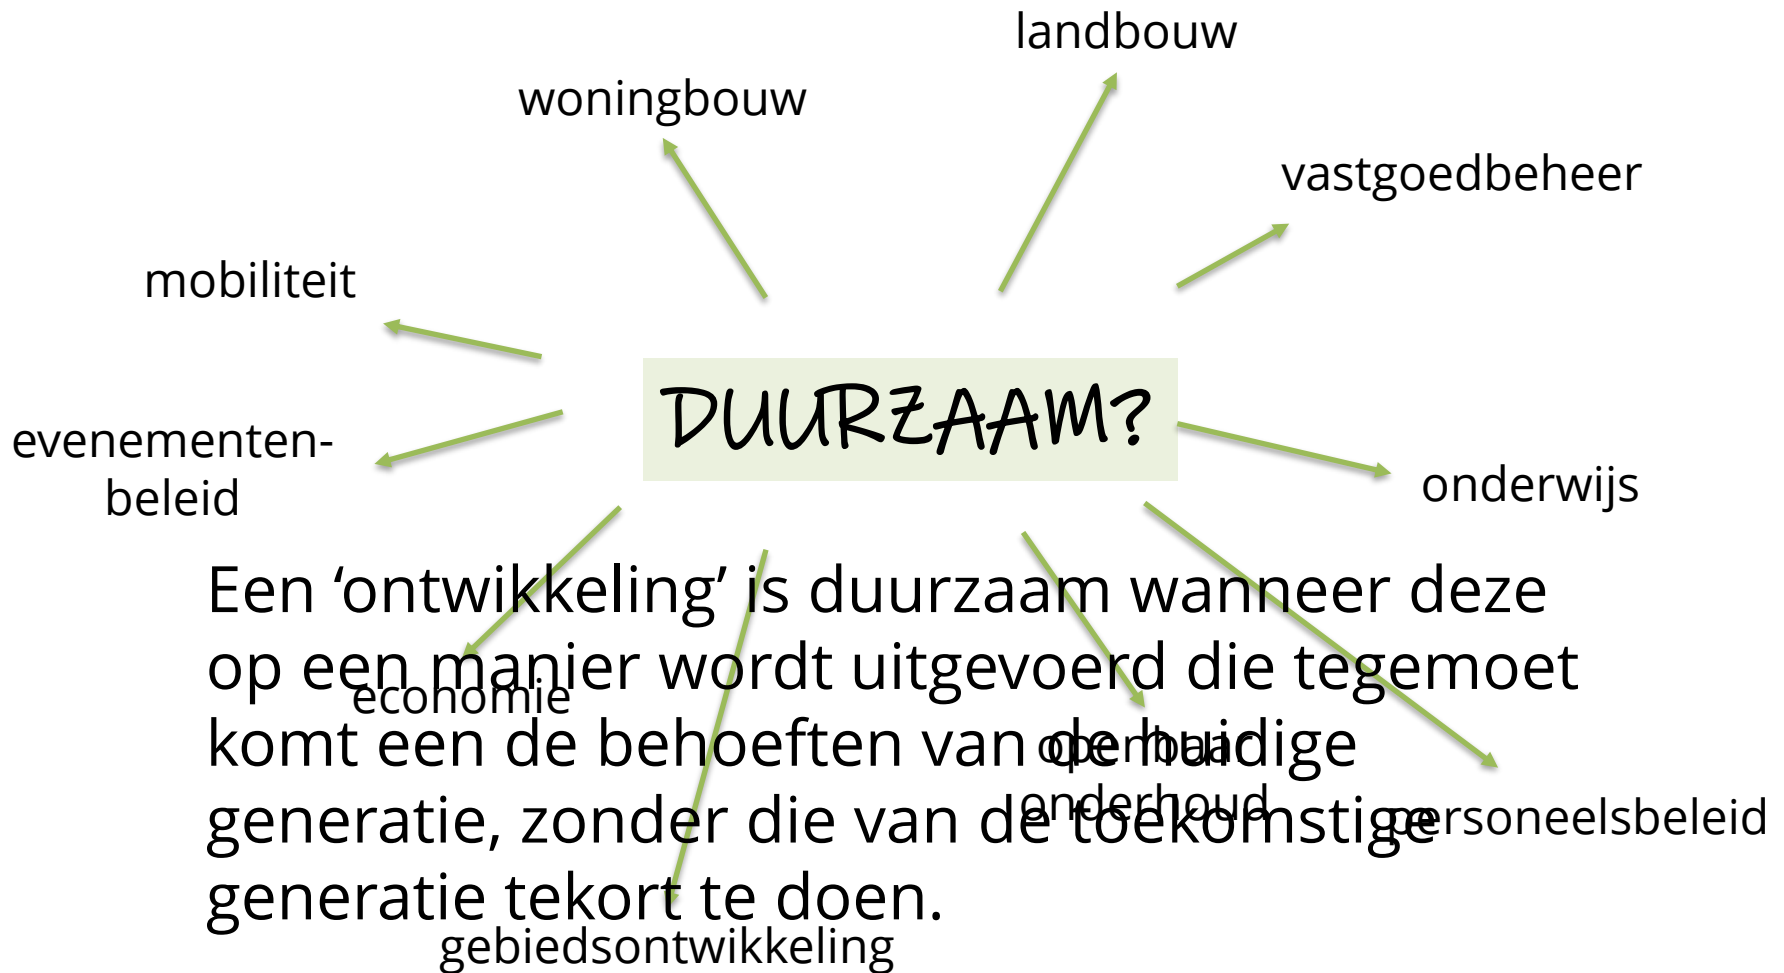 landbouw
woningbouw
vastgoedbeheer
mobiliteit
DUURZAAM?
evenementen-
beleid
onderwijs
Een ‘ontwikkeling’ is duurzaam wanneer deze
op een manier wordt uitgevoerd die tegemoet
komt een de behoeften van de huidige
generatie, zonder die van de toekomstige
generatie tekort te doen.
economie
openbaar
onderhoud
personeelsbeleid
gebiedsontwikkeling